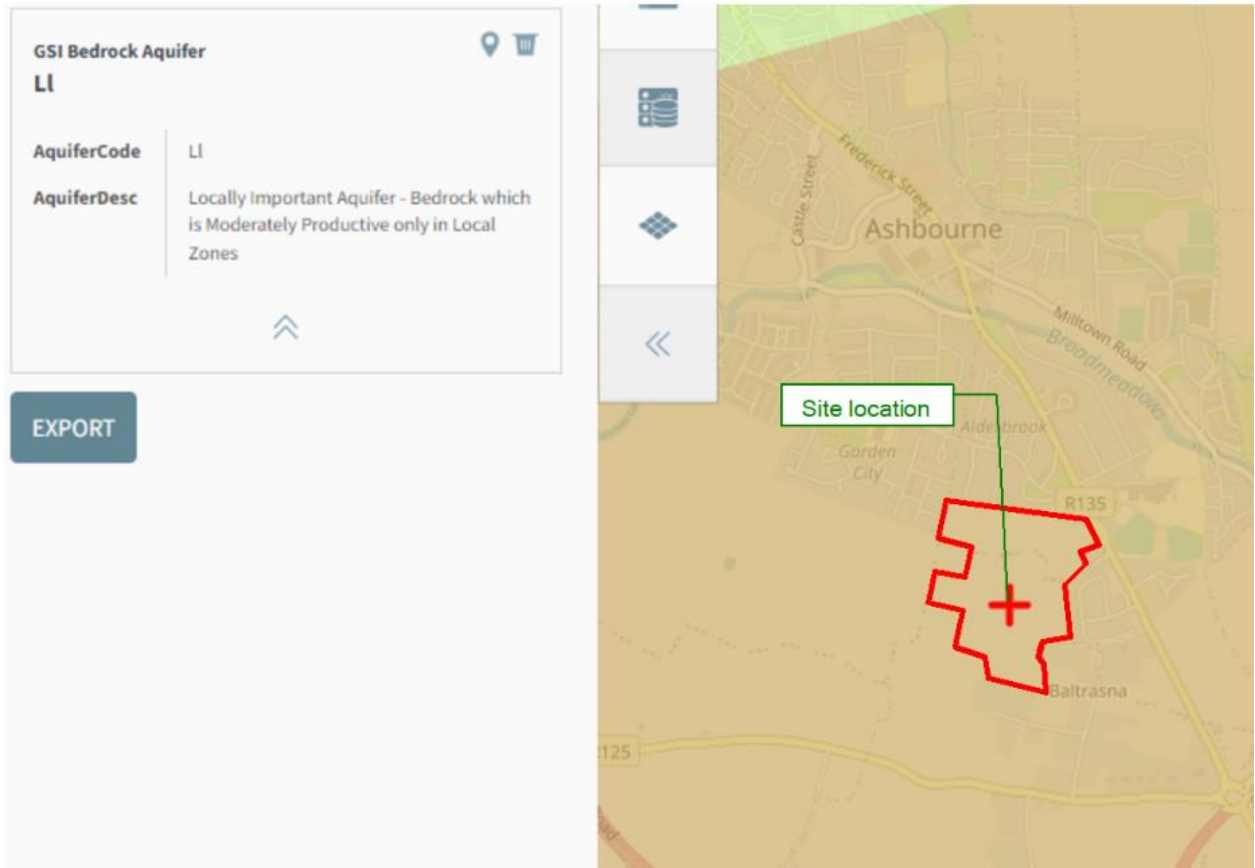 GSI Bedrock Aquifer
Ll
AquiferCode Ll
AquiferDesc Locally Important Aquifer - Bedrock which
is Moderately Productive only in Local
Zones
EXPORT
Frederick Street
Castle Street
Ashbourne
Milltown Road
Broadmeadows
Site location
Alderbrook
Garden
City
R135
Baltrasna
R125